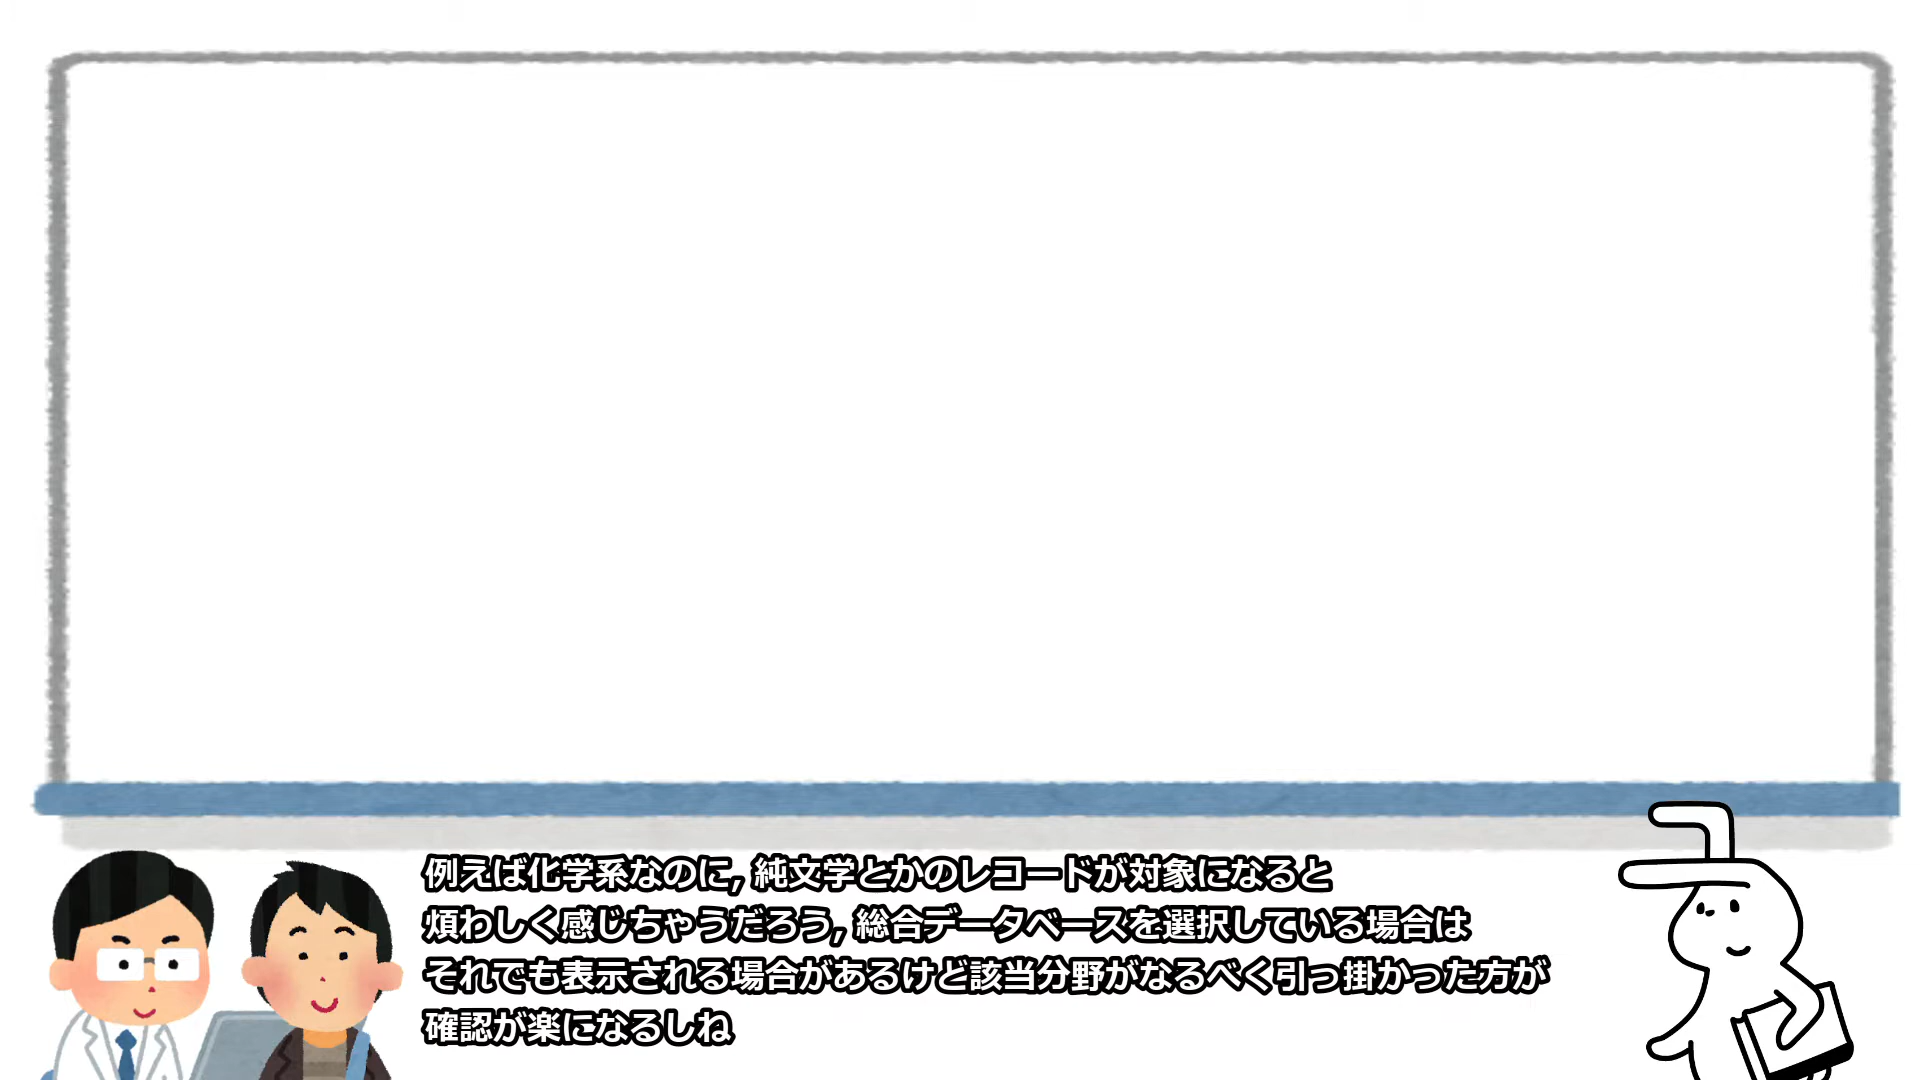 例えば化学系なのに, 純文学とかのレコードが対象になると
煩わしく感じちゃうだろう, 総合データベースを選択している場合は
それでも表示される場合があるけど該当分野がなるべく引っ掛かった方が
確認が楽になるしね